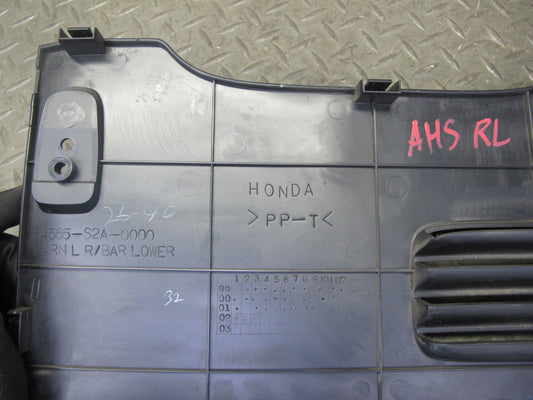 AHS RL
HONDA
>PP-T<
26-40
565-S2A-0000
L R/BAR LOWER
32
1 2 3 4 5 6 7 8 9 10 11 12
99
00
01
02
03